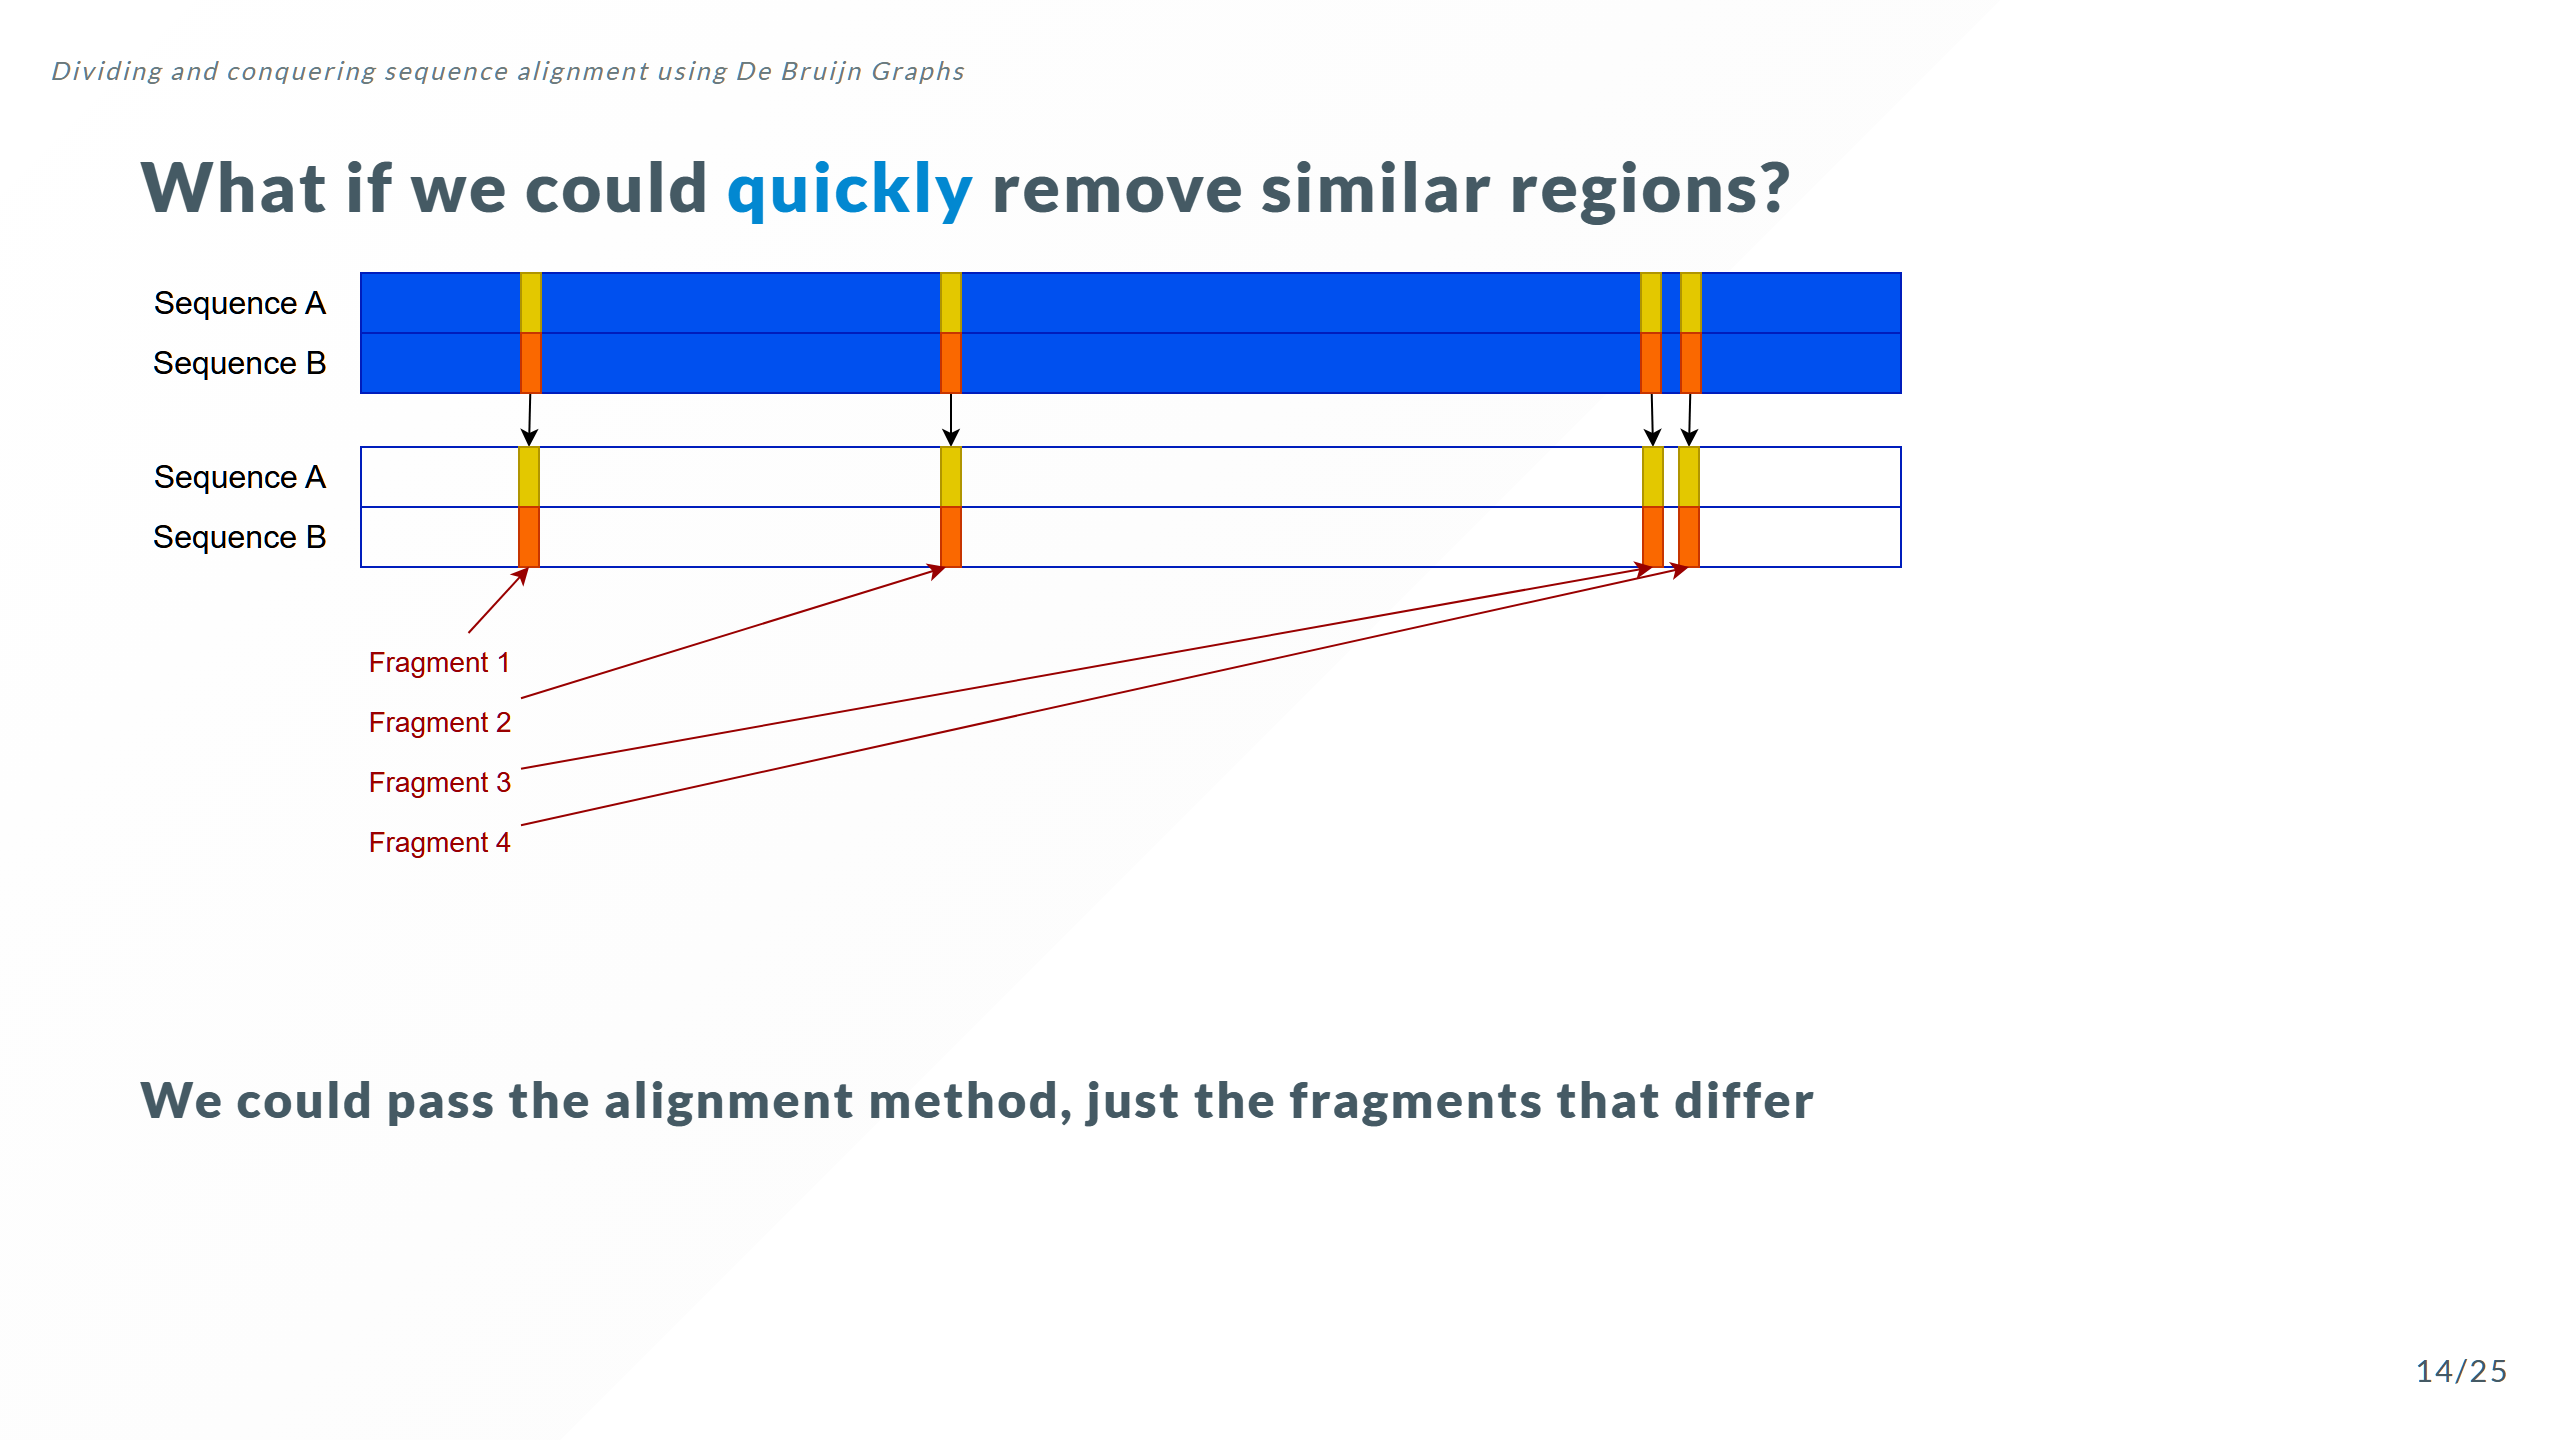 Dividing and conquering sequence alignment using De Bruijn Graphs
What if we could quickly remove similar regions?
Sequence A
Sequence B
Sequence A
Sequence B
Fragment 1
Fragment 2
Fragment 3
Fragment 4
We could pass the alignment method, just the fragments that differ
14/25